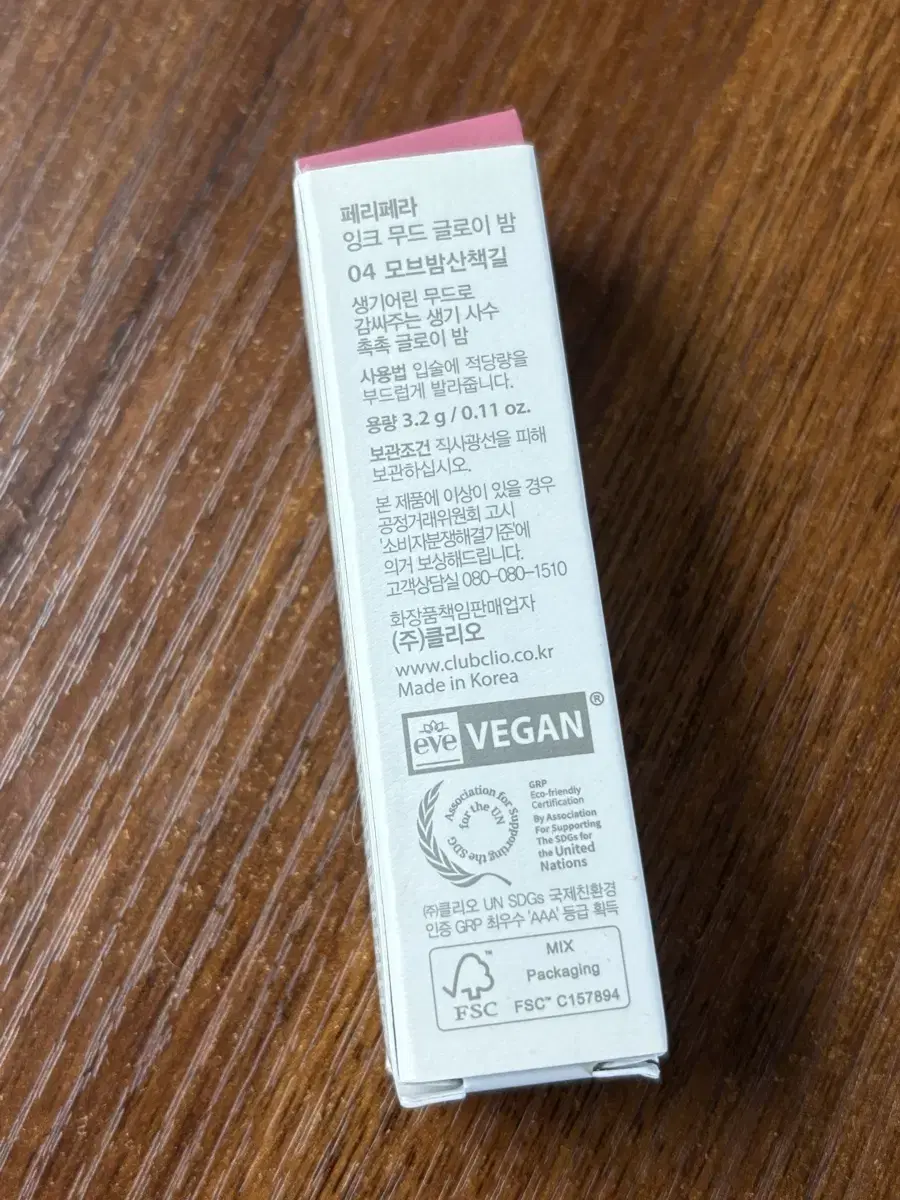 페리페라
잉크 무드 글로이 밤
04 모브밤산책길
생기어린 무드로
감싸주는 생기 사수
촉촉 글로이 밤
사용법 입술에 적당량을
부드럽게 발라줍니다.
용량 3.2 g / 0.11 oz.
보관조건 직사광선을 피해
보관하십시오.
본 제품에 이상이 있을 경우
공정거래위원회 고시
'소비자분쟁해결기준'에
의거 보상해드립니다.
고객상담실 080-080-1510
화장품책임판매업자
(주)클리오
www.clubclio.co.kr
Made in Korea
eve VEGAN®
Association for Supporting the SDG
for the UN
GRP
Eco-friendly
Certification
By Association
For Supporting
The SDGs for
the United
Nations
㈜클리오 UN SDGs 국제친환경
인증 GRP 최우수 'AAA' 등급 획득
FSC™
MIX
Packaging
FSC™ C157894